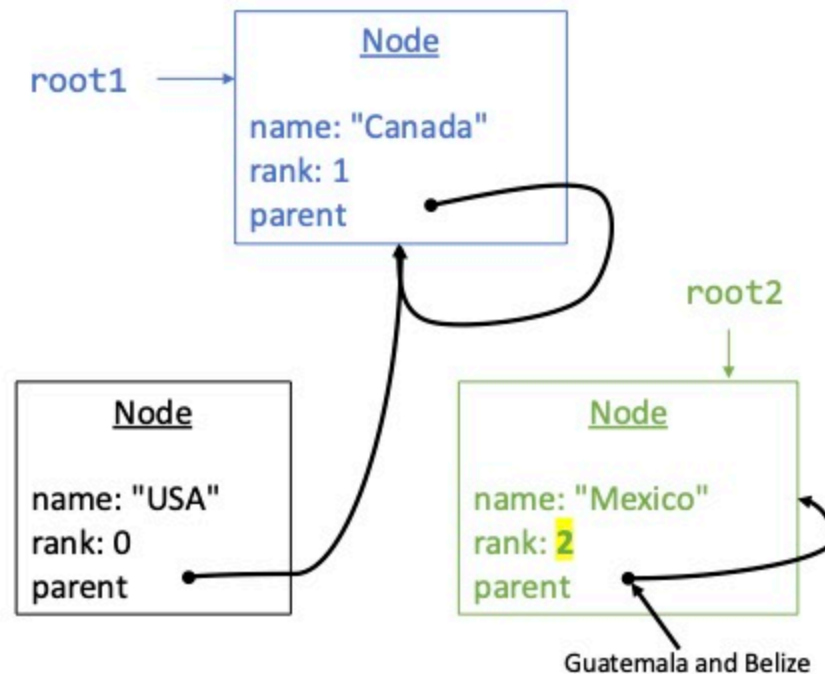 Node
root1
name: "Canada"
rank: 1
parent
root2
Node
name: "USA"
rank: 0
parent
Node
name: "Mexico"
rank: 2
parent
Guatemala and Belize